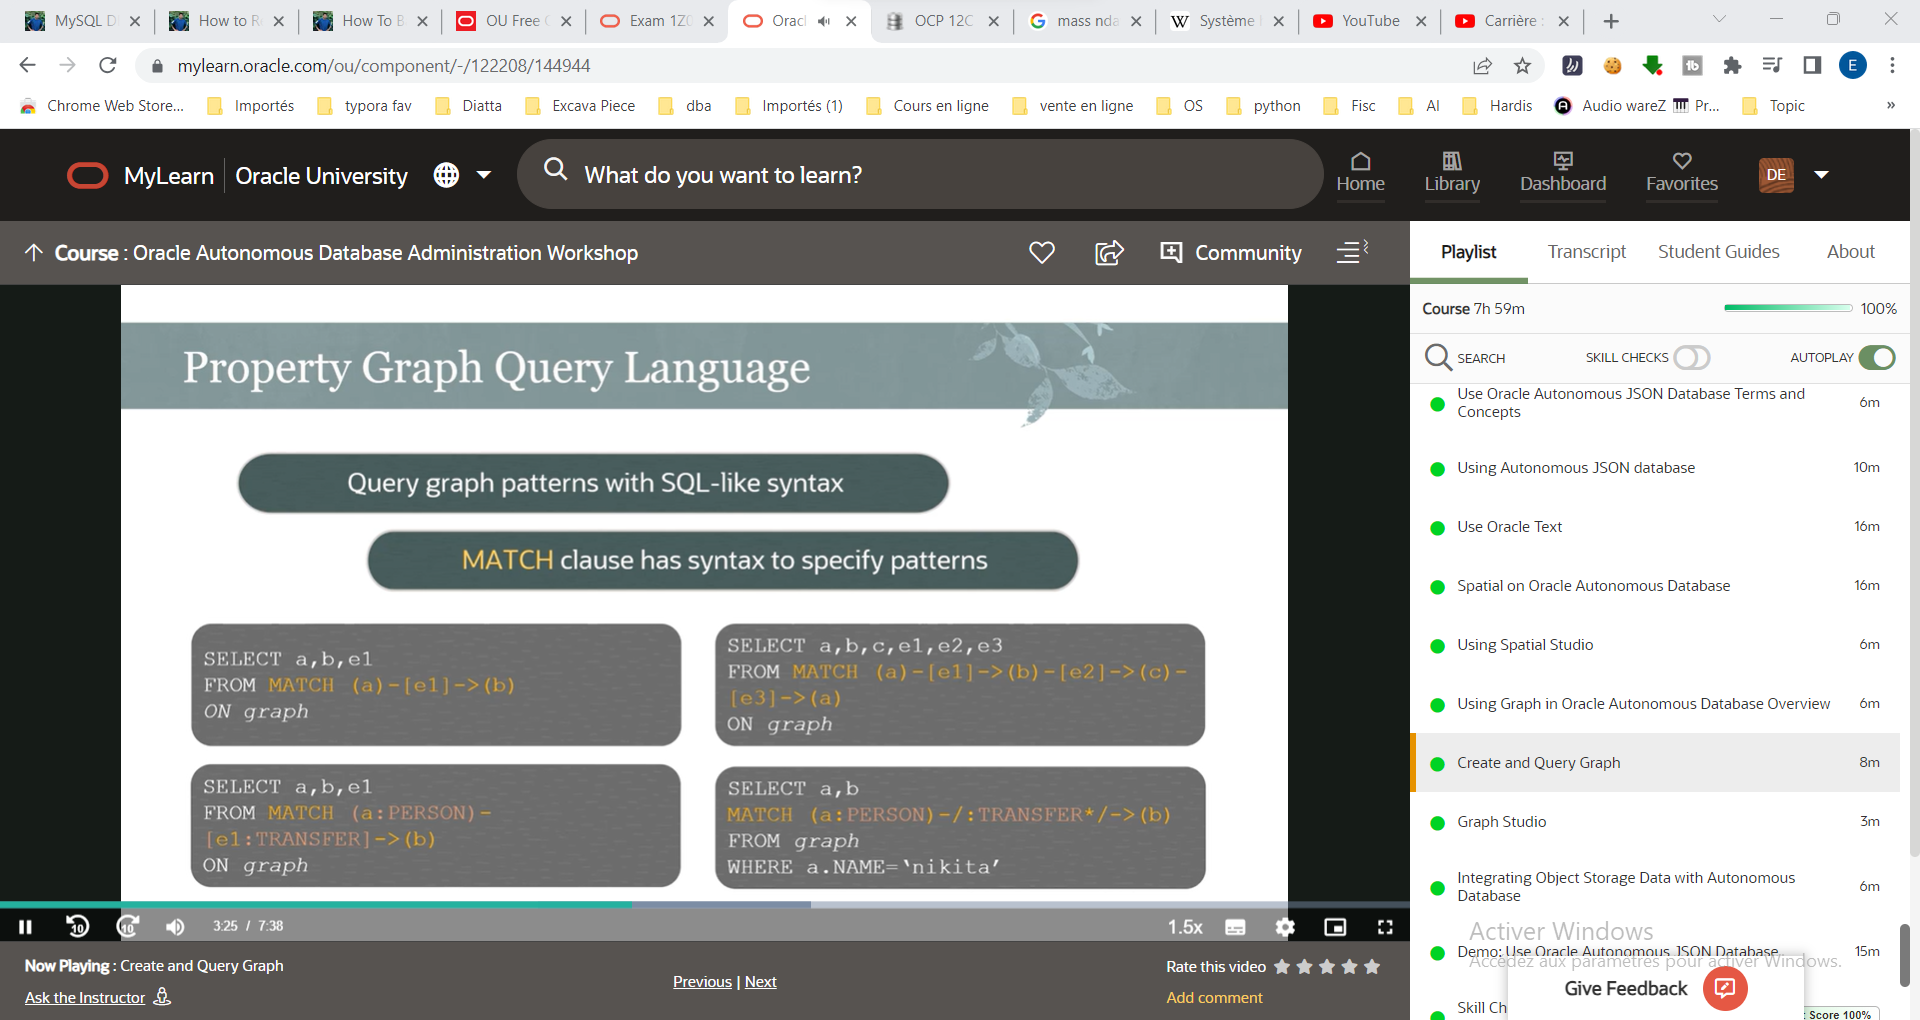 MySQL D
How to R
How To B
OU Free
Exam 1Z0
Oracl
OCP 12C
mass nda
Système
YouTube
Carrière :
mylearn.oracle.com/ou/component/-/122208/144944
E
Chrome Web Store...
Importés
typora fav
Diatta
Excava Piece
dba
Importés (1)
Cours en ligne
vente en ligne
OS
python
Fisc
AI
Hardis
Audio wareZ
Pr...
Topic
»
MyLearn
Oracle University
What do you want to learn?
Home
Library
Dashboard
Favorites
DE
Course : Oracle Autonomous Database Administration Workshop
Community
Property Graph Query Language
Query graph patterns with SQL-like syntax
MATCH clause has syntax to specify patterns
SELECT a,b,e1
FROM MATCH (a)-[e1]->(b)
ON graph
SELECT a,b,c,e1,e2,e3
FROM MATCH (a)-[e1]->(b)-[e2]->(c)-
[e3]->(a)
ON graph
SELECT a,b,e1
FROM MATCH (a:PERSON)-
[e1:TRANSFER]->(b)
ON graph
SELECT a,b
MATCH (a:PERSON)-/:TRANSFER*/->(b)
FROM graph
WHERE a.NAME=‘nikita’
10
10
3:25 / 7:38
1.5x
Now Playing : Create and Query Graph
Ask the Instructor
Previous | Next
Rate this video
Add comment
Playlist
Transcript
Student Guides
About
Course 7h 59m
100%
SEARCH
SKILL CHECKS
AUTOPLAY
Use Oracle Autonomous JSON Database Terms and
Concepts
6m
Using Autonomous JSON database
10m
Use Oracle Text
16m
Spatial on Oracle Autonomous Database
16m
Using Spatial Studio
6m
Using Graph in Oracle Autonomous Database Overview
6m
Create and Query Graph
8m
Graph Studio
3m
Integrating Object Storage Data with Autonomous
Database
6m
Activer Windows
Demo: Use Oracle Autonomous JSON Database
15m
Accédez aux paramètres pour activer Windows.
Give Feedback
Skill Ch
: Score 100%